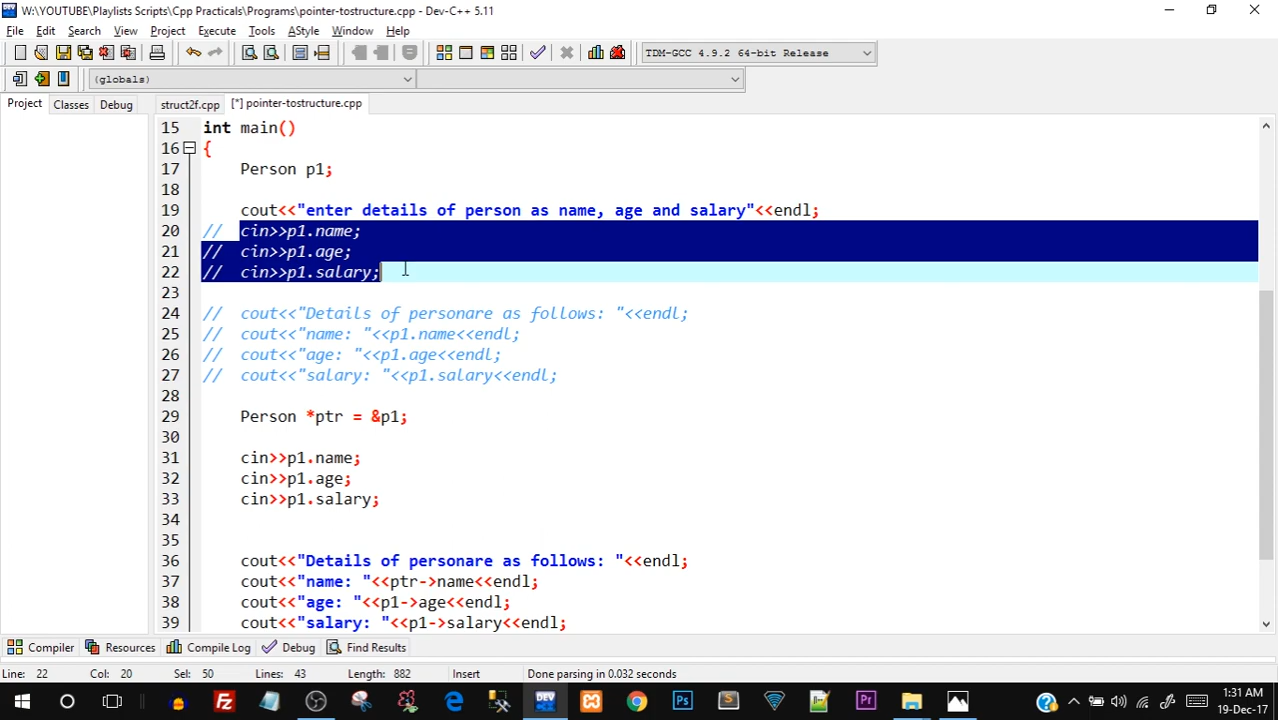 W:\YOUTUBE\Playlists Scripts\Cpp Practicals\Programs\pointer-tostructure.cpp - Dev-C++ 5.11
File Edit Search View Project Execute Tools AStyle Window Help
TDM-GCC 4.9.2 64-bit Release
(globals)
Project Classes Debug struct2f.cpp [*] pointer-tostructure.cpp
15 int main()
16 {
17 Person p1;
18
19 cout<<"enter details of person as name, age and salary"<<endl;
20 // cin>>p1.name;
21 // cin>>p1.age;
22 // cin>>p1.salary;
23
24 // cout<<"Details of personare as follows: "<<endl;
25 // cout<<"name: "<<p1.name<<endl;
26 // cout<<"age: "<<p1.age<<endl;
27 // cout<<"salary: "<<p1.salary<<endl;
28
29 Person *ptr = &p1;
30
31 cin>>p1.name;
32 cin>>p1.age;
33 cin>>p1.salary;
34
35
36 cout<<"Details of personare as follows: "<<endl;
37 cout<<"name: "<<ptr->name<<endl;
38 cout<<"age: "<<p1->age<<endl;
39 cout<<"salary: "<<p1->salary<<endl;
Compiler Resources Compile Log Debug Find Results
Line: 22 Col: 20 Sel: 50 Lines: 43 Length: 882 Insert Done parsing in 0.032 seconds
1:31 AM
19-Dec-17